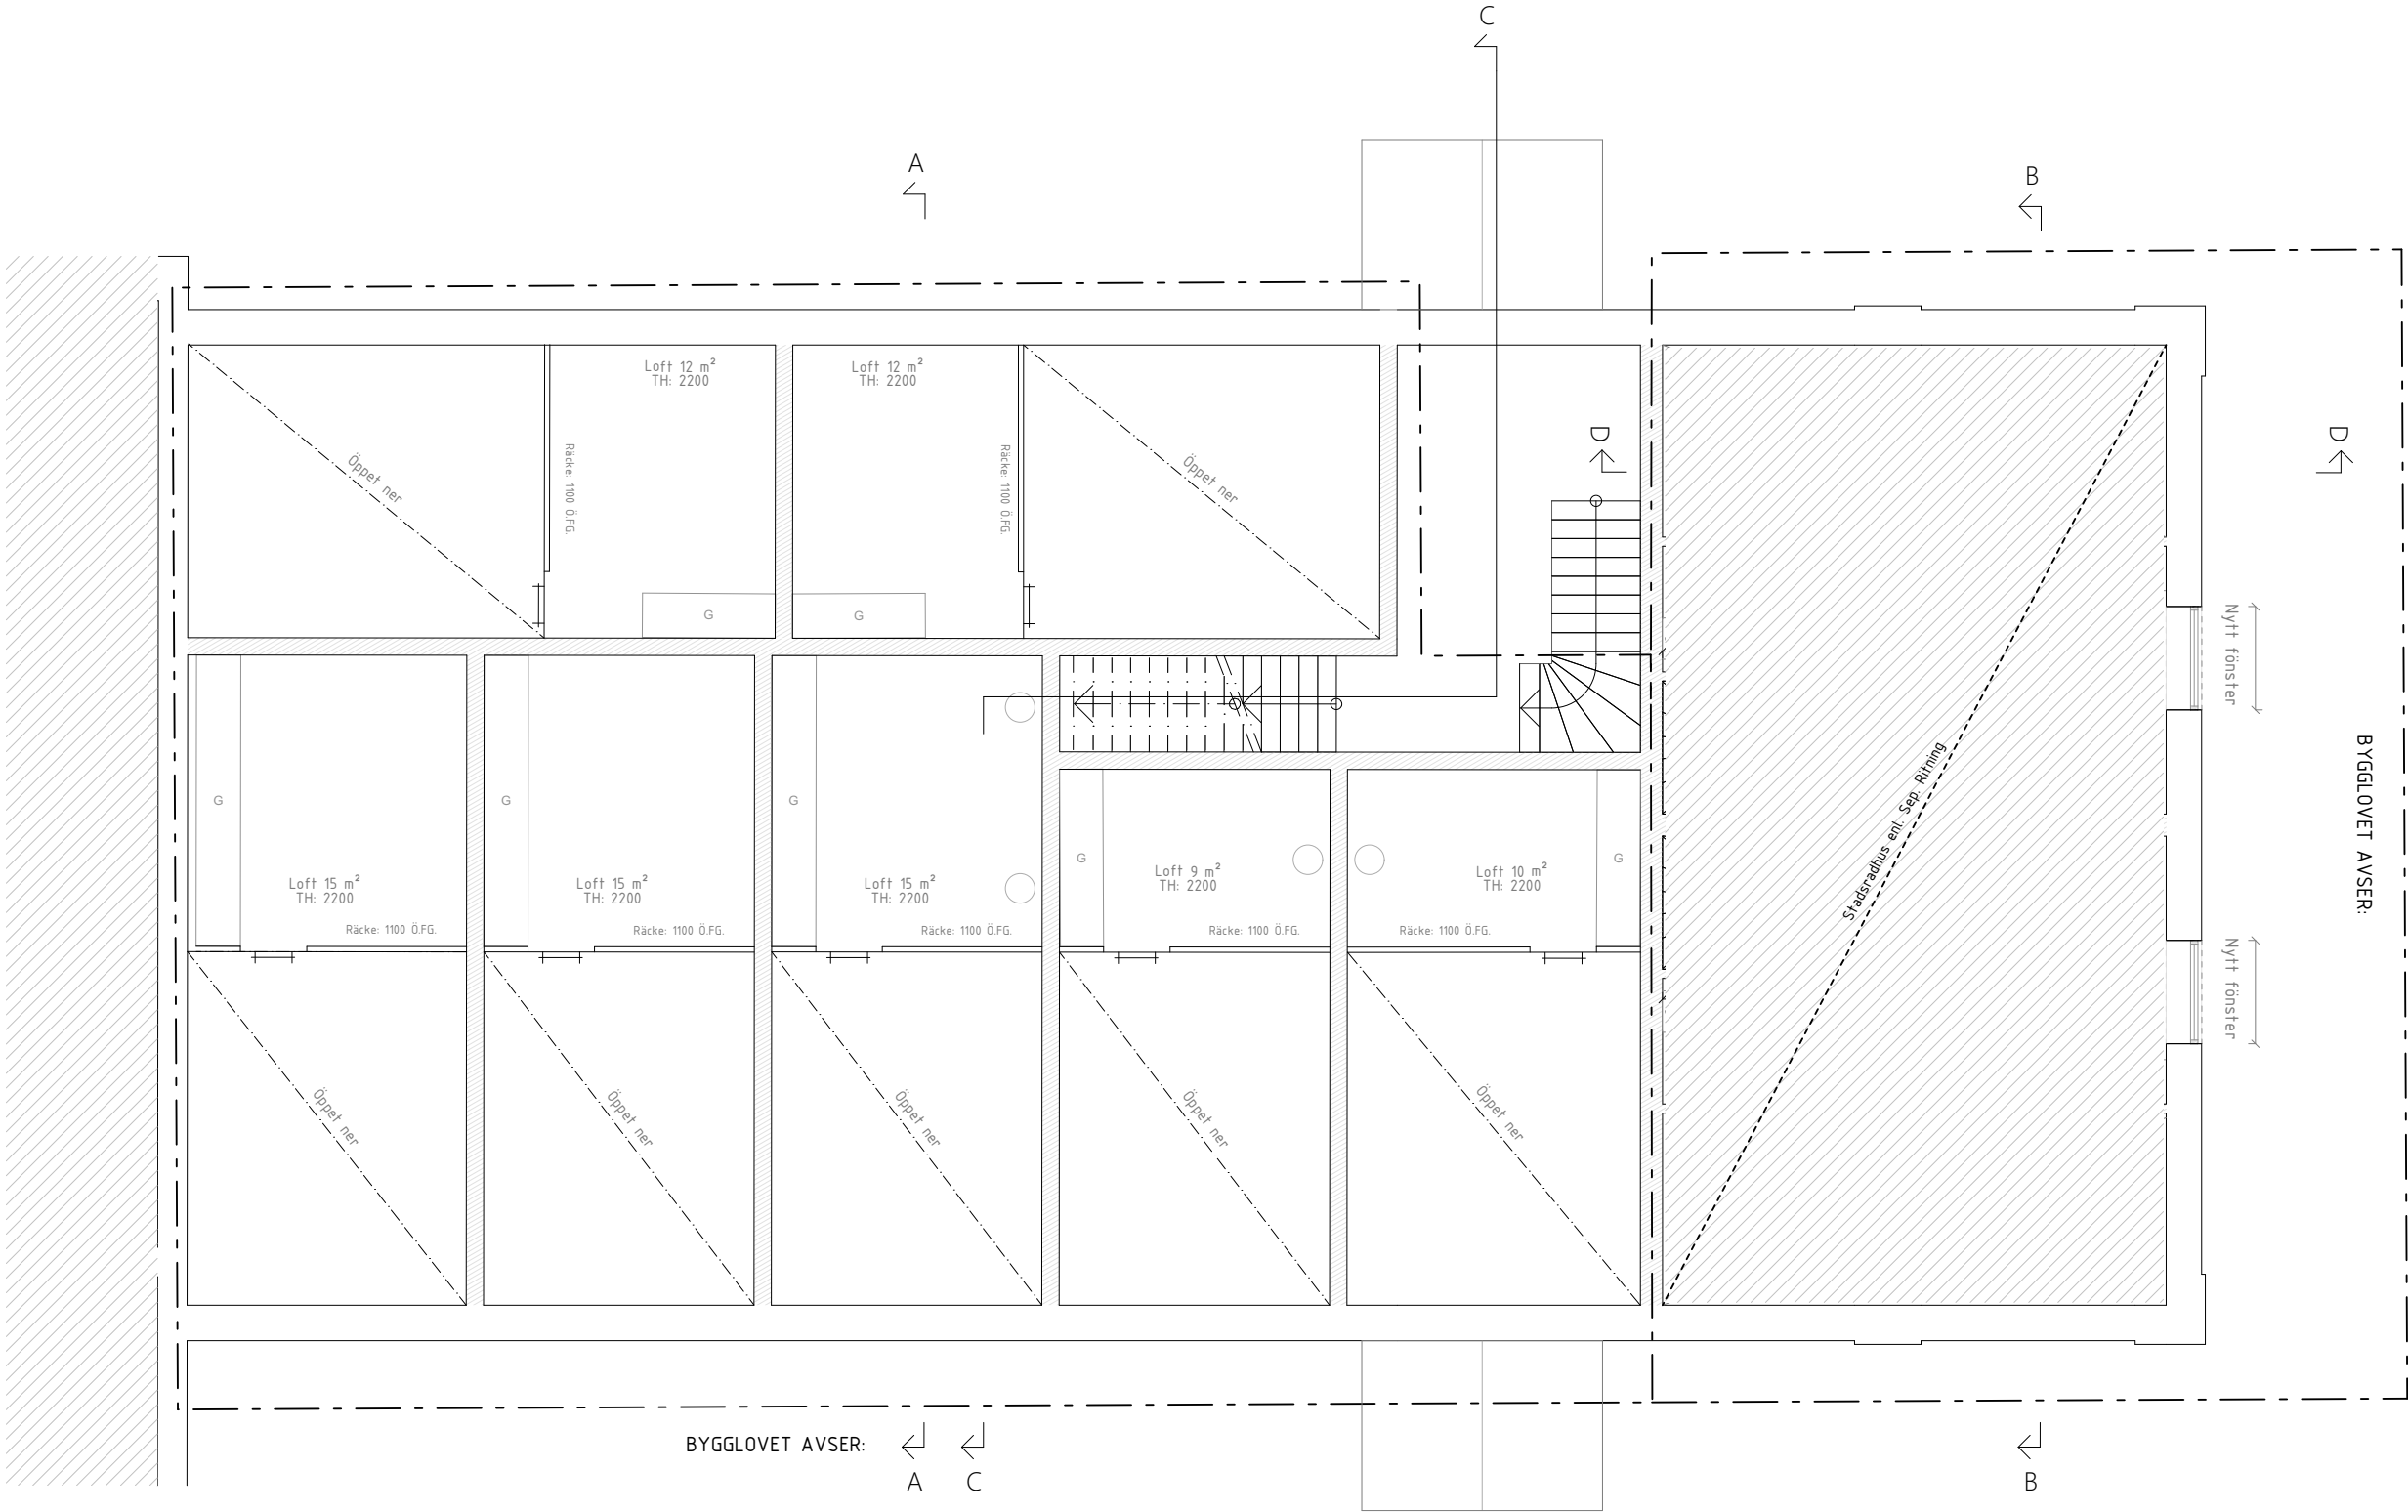 C
A
B
Loft 12 m²
TH: 2200
Loft 12 m²
TH: 2200
Räcke: 1100 Ö.FG.
Räcke: 1100 Ö.FG.
Öppet ner
Öppet ner
D
D
G
G
Nytt fönster
Stadsradhus enl. Sep. Ritning
BYGGLOVET AVSER:
G
G
G
G
G
Loft 15 m²
TH: 2200
Loft 15 m²
TH: 2200
Loft 15 m²
TH: 2200
Loft 9 m²
TH: 2200
Loft 10 m²
TH: 2200
Räcke: 1100 Ö.FG.
Räcke: 1100 Ö.FG.
Räcke: 1100 Ö.FG.
Räcke: 1100 Ö.FG.
Räcke: 1100 Ö.FG.
Nytt fönster
Öppet ner
Öppet ner
Öppet ner
Öppet ner
Öppet ner
BYGGLOVET AVSER:
A
C
B